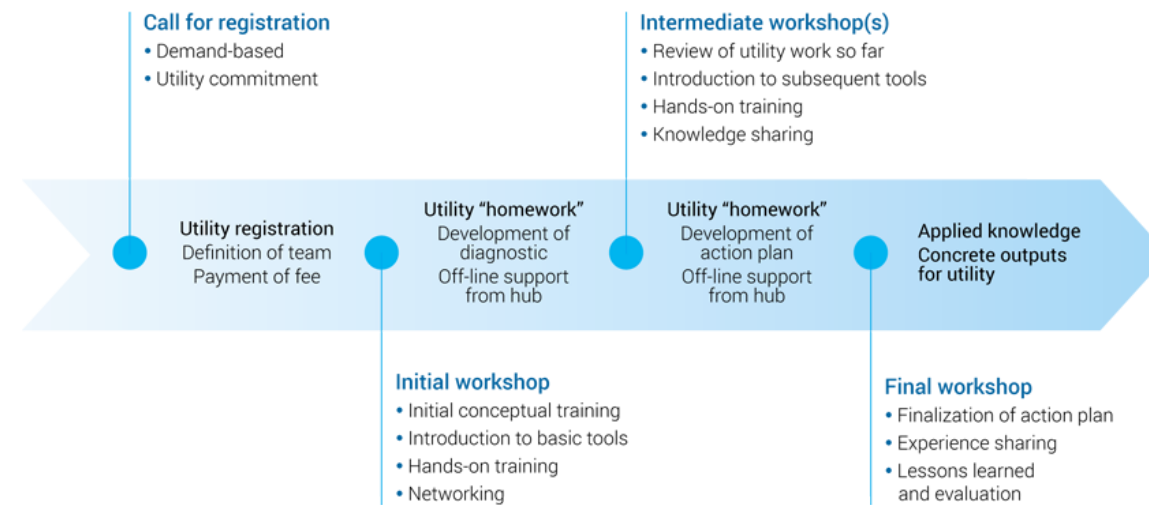 Call for registration
• Demand-based
• Utility commitment
Intermediate workshop(s)
• Review of utility work so far
• Introduction to subsequent tools
• Hands-on training
• Knowledge sharing
Utility registration
Definition of team
Payment of fee
Utility “homework”
Development of
diagnostic
Off-line support
from hub
Utility “homework”
Development of
action plan
Off-line support
from hub
Applied knowledge
Concrete outputs
for utility
Initial workshop
• Initial conceptual training
• Introduction to basic tools
• Hands-on training
• Networking
Final workshop
• Finalization of action plan
• Experience sharing
• Lessons learned
and evaluation